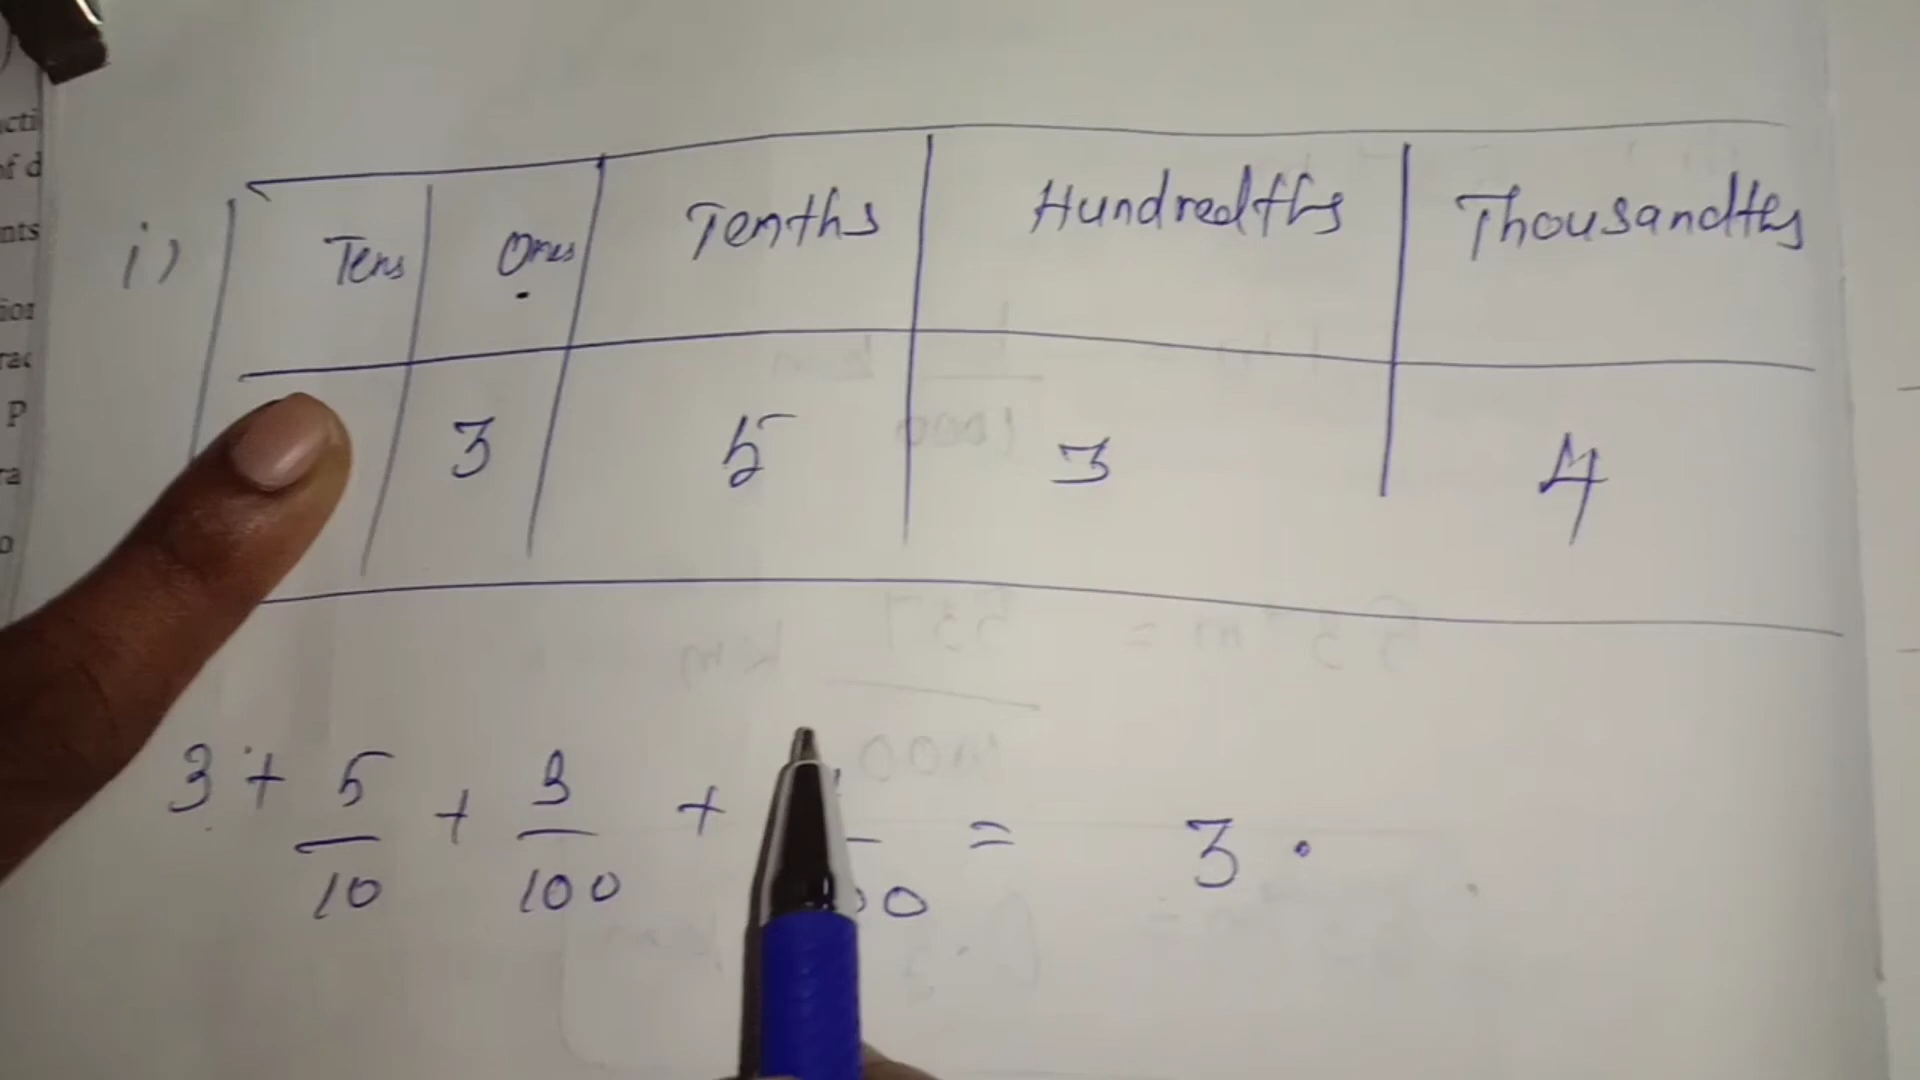 i) Tens Ones Tenths Hundredths Thousandths
3 5 3 4
3 + 5/10 + 3/100 + = 3.